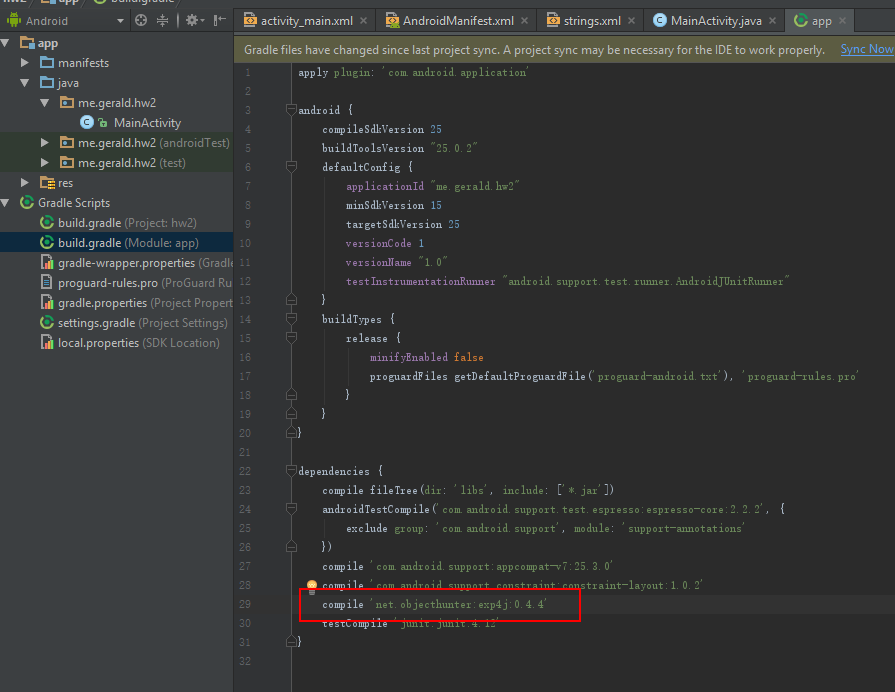 hw2 app build.gradle
Android
activity_main.xml AndroidManifest.xml strings.xml MainActivity.java app
Gradle files have changed since last project sync. A project sync may be necessary for the IDE to work properly. Sync Now
app
manifests
java
me.gerald.hw2
MainActivity
me.gerald.hw2 (androidTest)
me.gerald.hw2 (test)
res
Gradle Scripts
build.gradle (Project: hw2)
build.gradle (Module: app)
gradle-wrapper.properties (Gradle
proguard-rules.pro (ProGuard Ru
gradle.properties (Project Propert
settings.gradle (Project Settings)
local.properties (SDK Location)
1 apply plugin: 'com.android.application'
2
3 android {
4 compileSdkVersion 25
5 buildToolsVersion "25.0.2"
6 defaultConfig {
7 applicationId "me.gerald.hw2"
8 minSdkVersion 15
9 targetSdkVersion 25
10 versionCode 1
11 versionName "1.0"
12 testInstrumentationRunner "android.support.test.runner.AndroidJUnitRunner"
13 }
14 buildTypes {
15 release {
16 minifyEnabled false
17 proguardFiles getDefaultProguardFile('proguard-android.txt'), 'proguard-rules.pro'
18 }
19 }
20 }
21
22 dependencies {
23 compile fileTree(dir: 'libs', include: ['*.jar'])
24 androidTestCompile('com.android.support.test.espresso:espresso-core:2.2.2', {
25 exclude group: 'com.android.support', module: 'support-annotations'
26 })
27 compile 'com.android.support:appcompat-v7:25.3.0'
28 compile 'com.android.support.constraint:constraint-layout:1.0.2'
29 compile 'net.objecthunter:exp4j:0.4.4'
30 testCompile 'junit:junit:4.12'
31 }
32